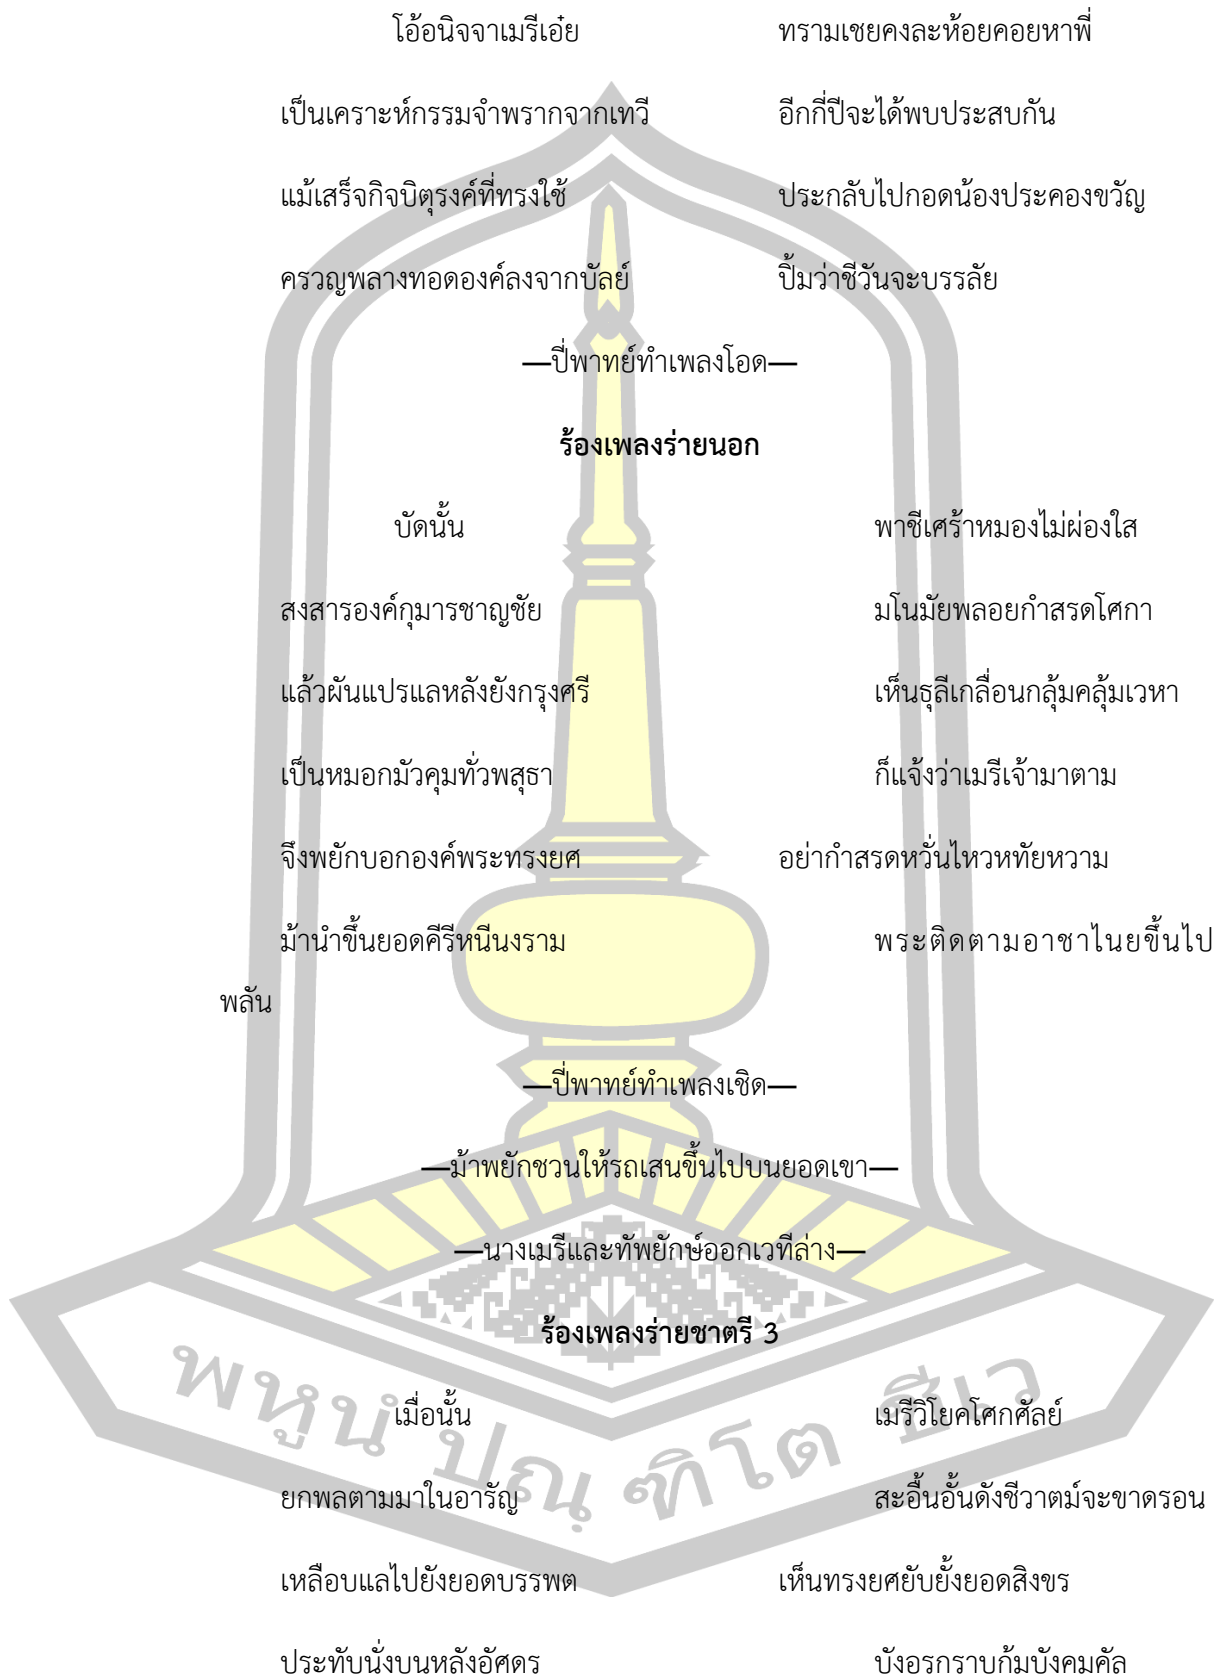 โอ้อนิจจาเมรีเอ๋ย ทรามเชยคงละห้อยคอยหาพี่
เป็นเคราะห์กรรมจำพรากจากเทวี อีกกี่ปีจะได้พบประสบกัน
แม้เสร็จกิจบิตุรงค์ที่ทรงใช้ ประกลับไปกอดน้องประคองขวัญ
ครวญพลางทอดองค์ลงจากบัลย์ ปิ้มว่าชีวันจะบรรลัย
—ปี่พาทย์ทำเพลงโอด—
ร้องเพลงร่ายนอก
บัดนั้น พาชีเศร้าหมองไม่ผ่องใส
สงสารองค์กุมารชาญชัย มโนมัยพลอยกำสรดโศกา
แล้วผันแปรแลหลังยังกรุงศรี เห็นธุลีเกลื่อนกลุ้มคลุ้มเวหา
เป็นหมอกมัวคุมทั่วพสุธา ก็แจ้งว่าเมรีเจ้ามาตาม
จึงพยักบอกองค์พระทรงยศ อย่ากำสรดหวั่นไหวหทัยหวาม
ม้านำขึ้นยอดคีรีหนีนงราม พระติดตามอาชาไนยขึ้นไป
พลัน
—ปี่พาทย์ทำเพลงเชิด—
—ม้าพยักชวนให้รถเสนขึ้นไปบนยอดเขา—
—นางเมรีและทัพยักษ์ออกเวทีล่าง—
ร้องเพลงร่ายชาตรี 3
เมื่อนั้น เมรีวิโยคโศกศัลย์
ยกพลตามมาในอารัญ สะอื้นอั้นดังชีวาตม์จะขาดรอน
เหลือบแลไปยังยอดบรรพต เห็นทรงยศยับยั้งยอดสิงขร
ประทับนั่งบนหลังอัศดร บังอรกราบก้มบังคมคัล
พหูนํ ปณฺฑิโต ชีเว